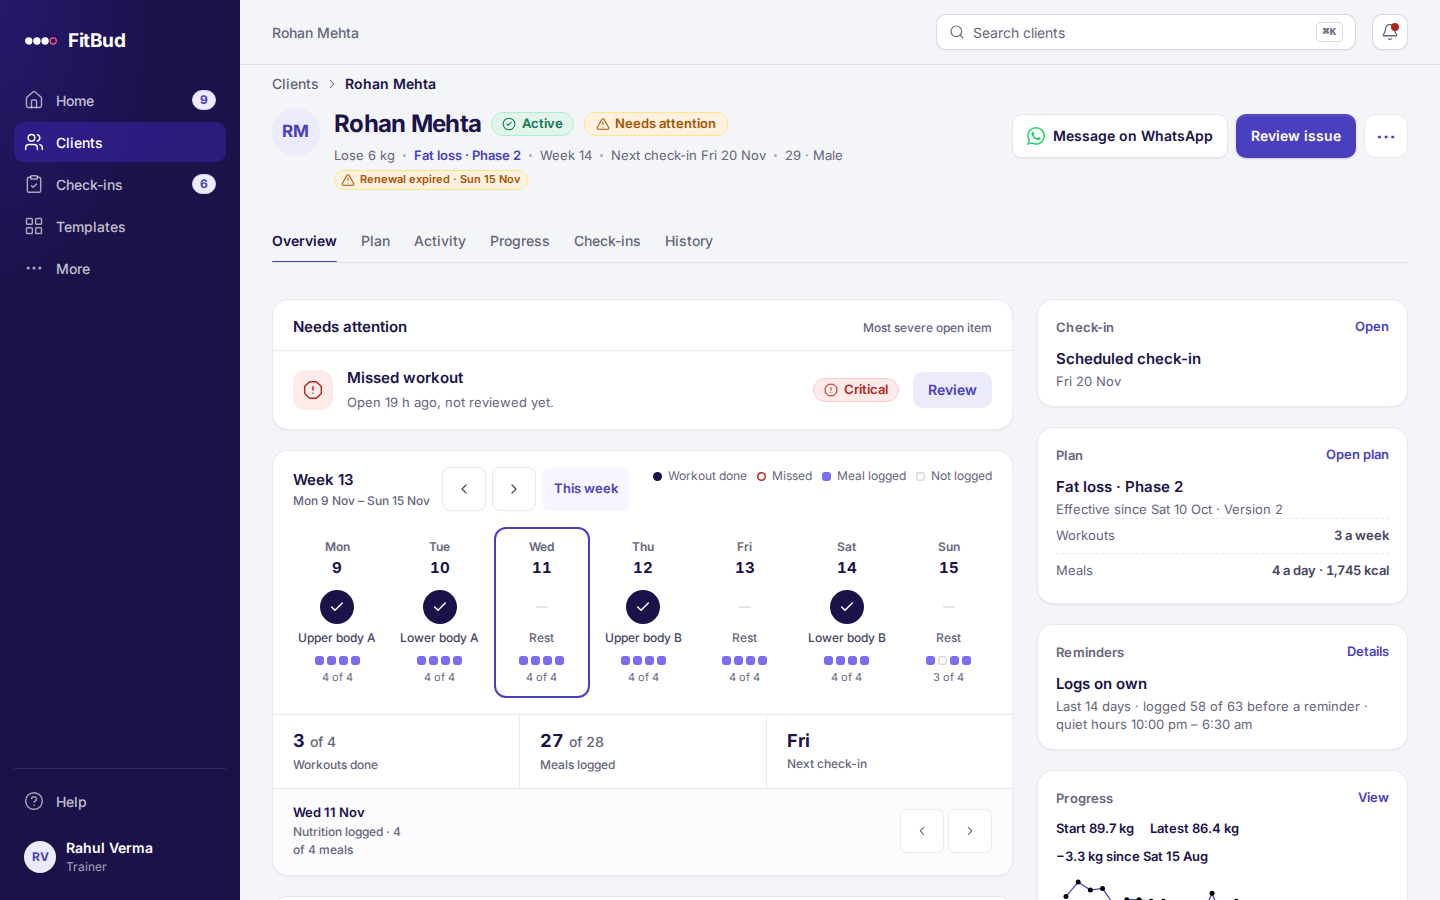 FitBud
Home
9
Clients
Check-ins
6
Templates
More
Help
RV
Rahul Verma
Trainer
Rohan Mehta
Search clients
⌘K
Clients > Rohan Mehta
RM
Rohan Mehta
Active
Needs attention
Lose 6 kg • Fat loss · Phase 2 • Week 14 • Next check-in Fri 20 Nov • 29 · Male
Renewal expired · Sun 15 Nov
Message on WhatsApp
Review issue
Overview
Plan
Activity
Progress
Check-ins
History
Needs attention
Most severe open item
Missed workout
Open 19 h ago, not reviewed yet.
Critical
Review
Week 13
Mon 9 Nov – Sun 15 Nov
This week
Workout done
Missed
Meal logged
Not logged
Mon Tue Wed Thu Fri Sat Sun
9 10 11 12 13 14 15
Upper body A Lower body A Rest Upper body B Rest Lower body B Rest
4 of 4 4 of 4 4 of 4 4 of 4 4 of 4 4 of 4 3 of 4
3 of 4
Workouts done
27 of 28
Meals logged
Fri
Next check-in
Wed 11 Nov
Nutrition logged · 4
of 4 meals
Check-in
Open
Scheduled check-in
Fri 20 Nov
Plan
Open plan
Fat loss · Phase 2
Effective since Sat 10 Oct · Version 2
Workouts
3 a week
Meals
4 a day · 1,745 kcal
Reminders
Details
Logs on own
Last 14 days · logged 58 of 63 before a reminder ·
quiet hours 10:00 pm – 6:30 am
Progress
View
Start 89.7 kg
Latest 86.4 kg
−3.3 kg since Sat 15 Aug